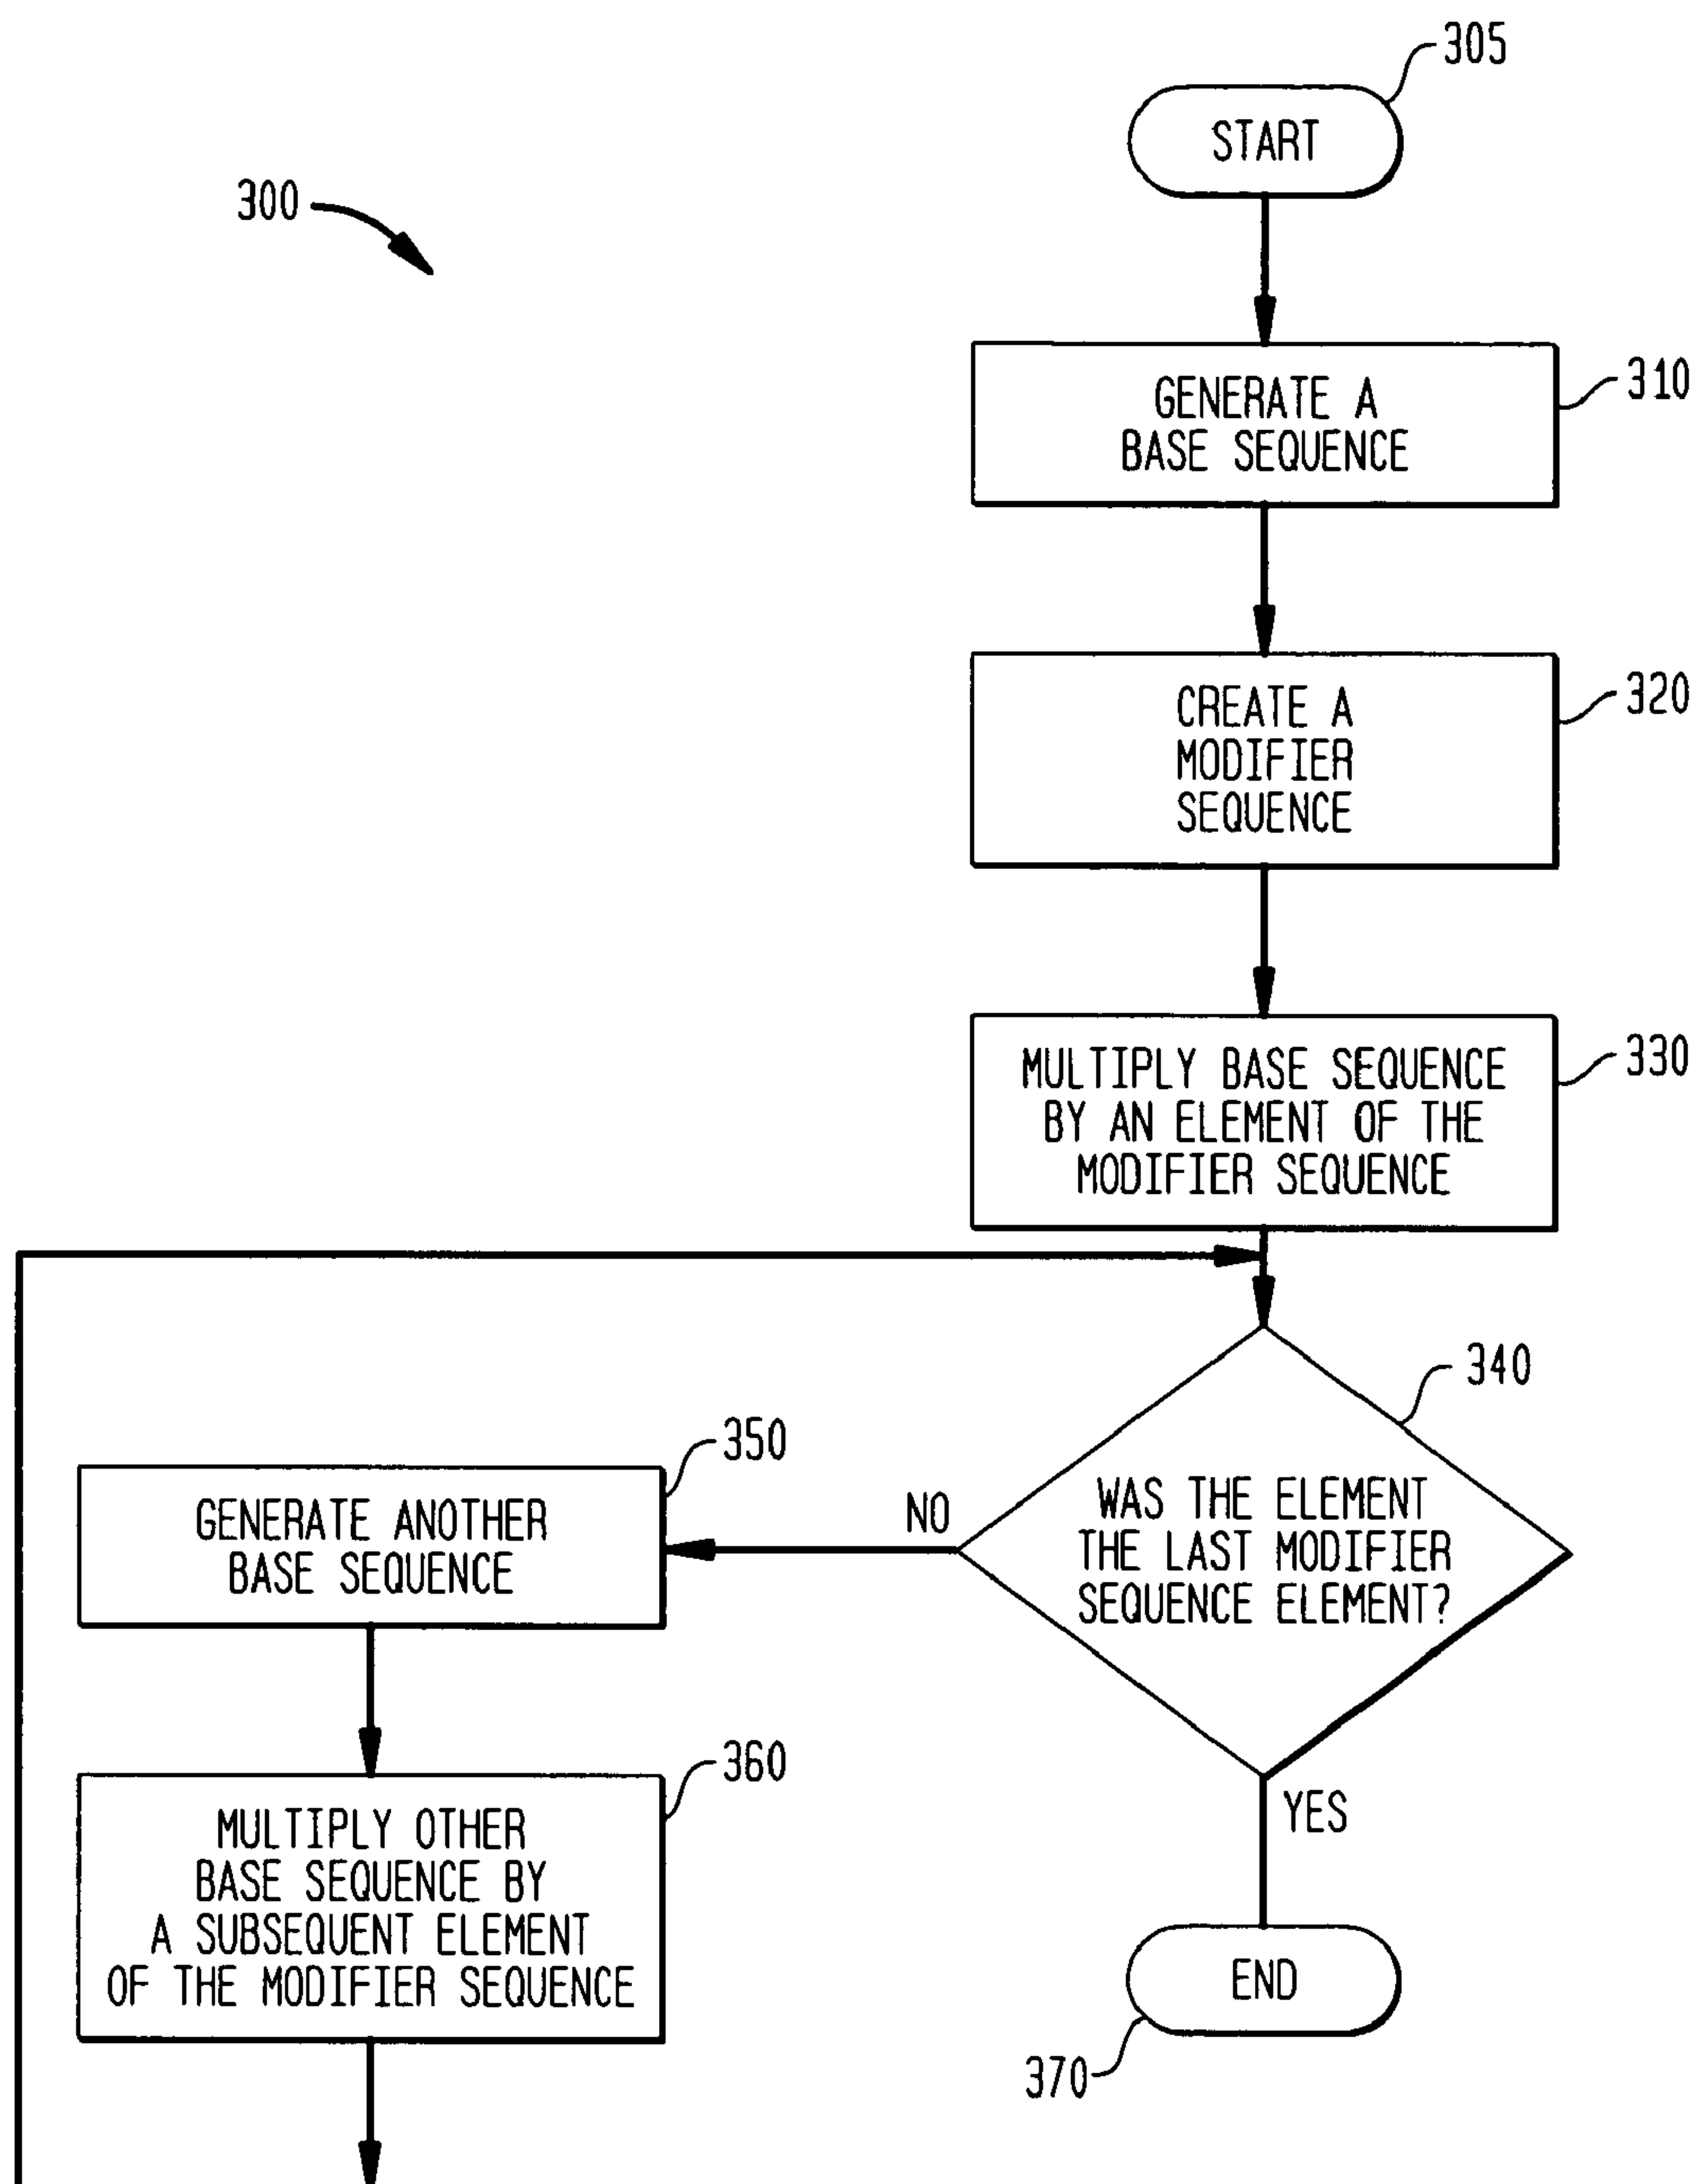 305
START
300
310
GENERATE A
BASE SEQUENCE
320
CREATE A
MODIFIER
SEQUENCE
330
MULTIPLY BASE SEQUENCE
BY AN ELEMENT OF THE
MODIFIER SEQUENCE
340
WAS THE ELEMENT
THE LAST MODIFIER
SEQUENCE ELEMENT?
NO
350
GENERATE ANOTHER
BASE SEQUENCE
360
MULTIPLY OTHER
BASE SEQUENCE BY
A SUBSEQUENT ELEMENT
OF THE MODIFIER SEQUENCE
YES
END
370